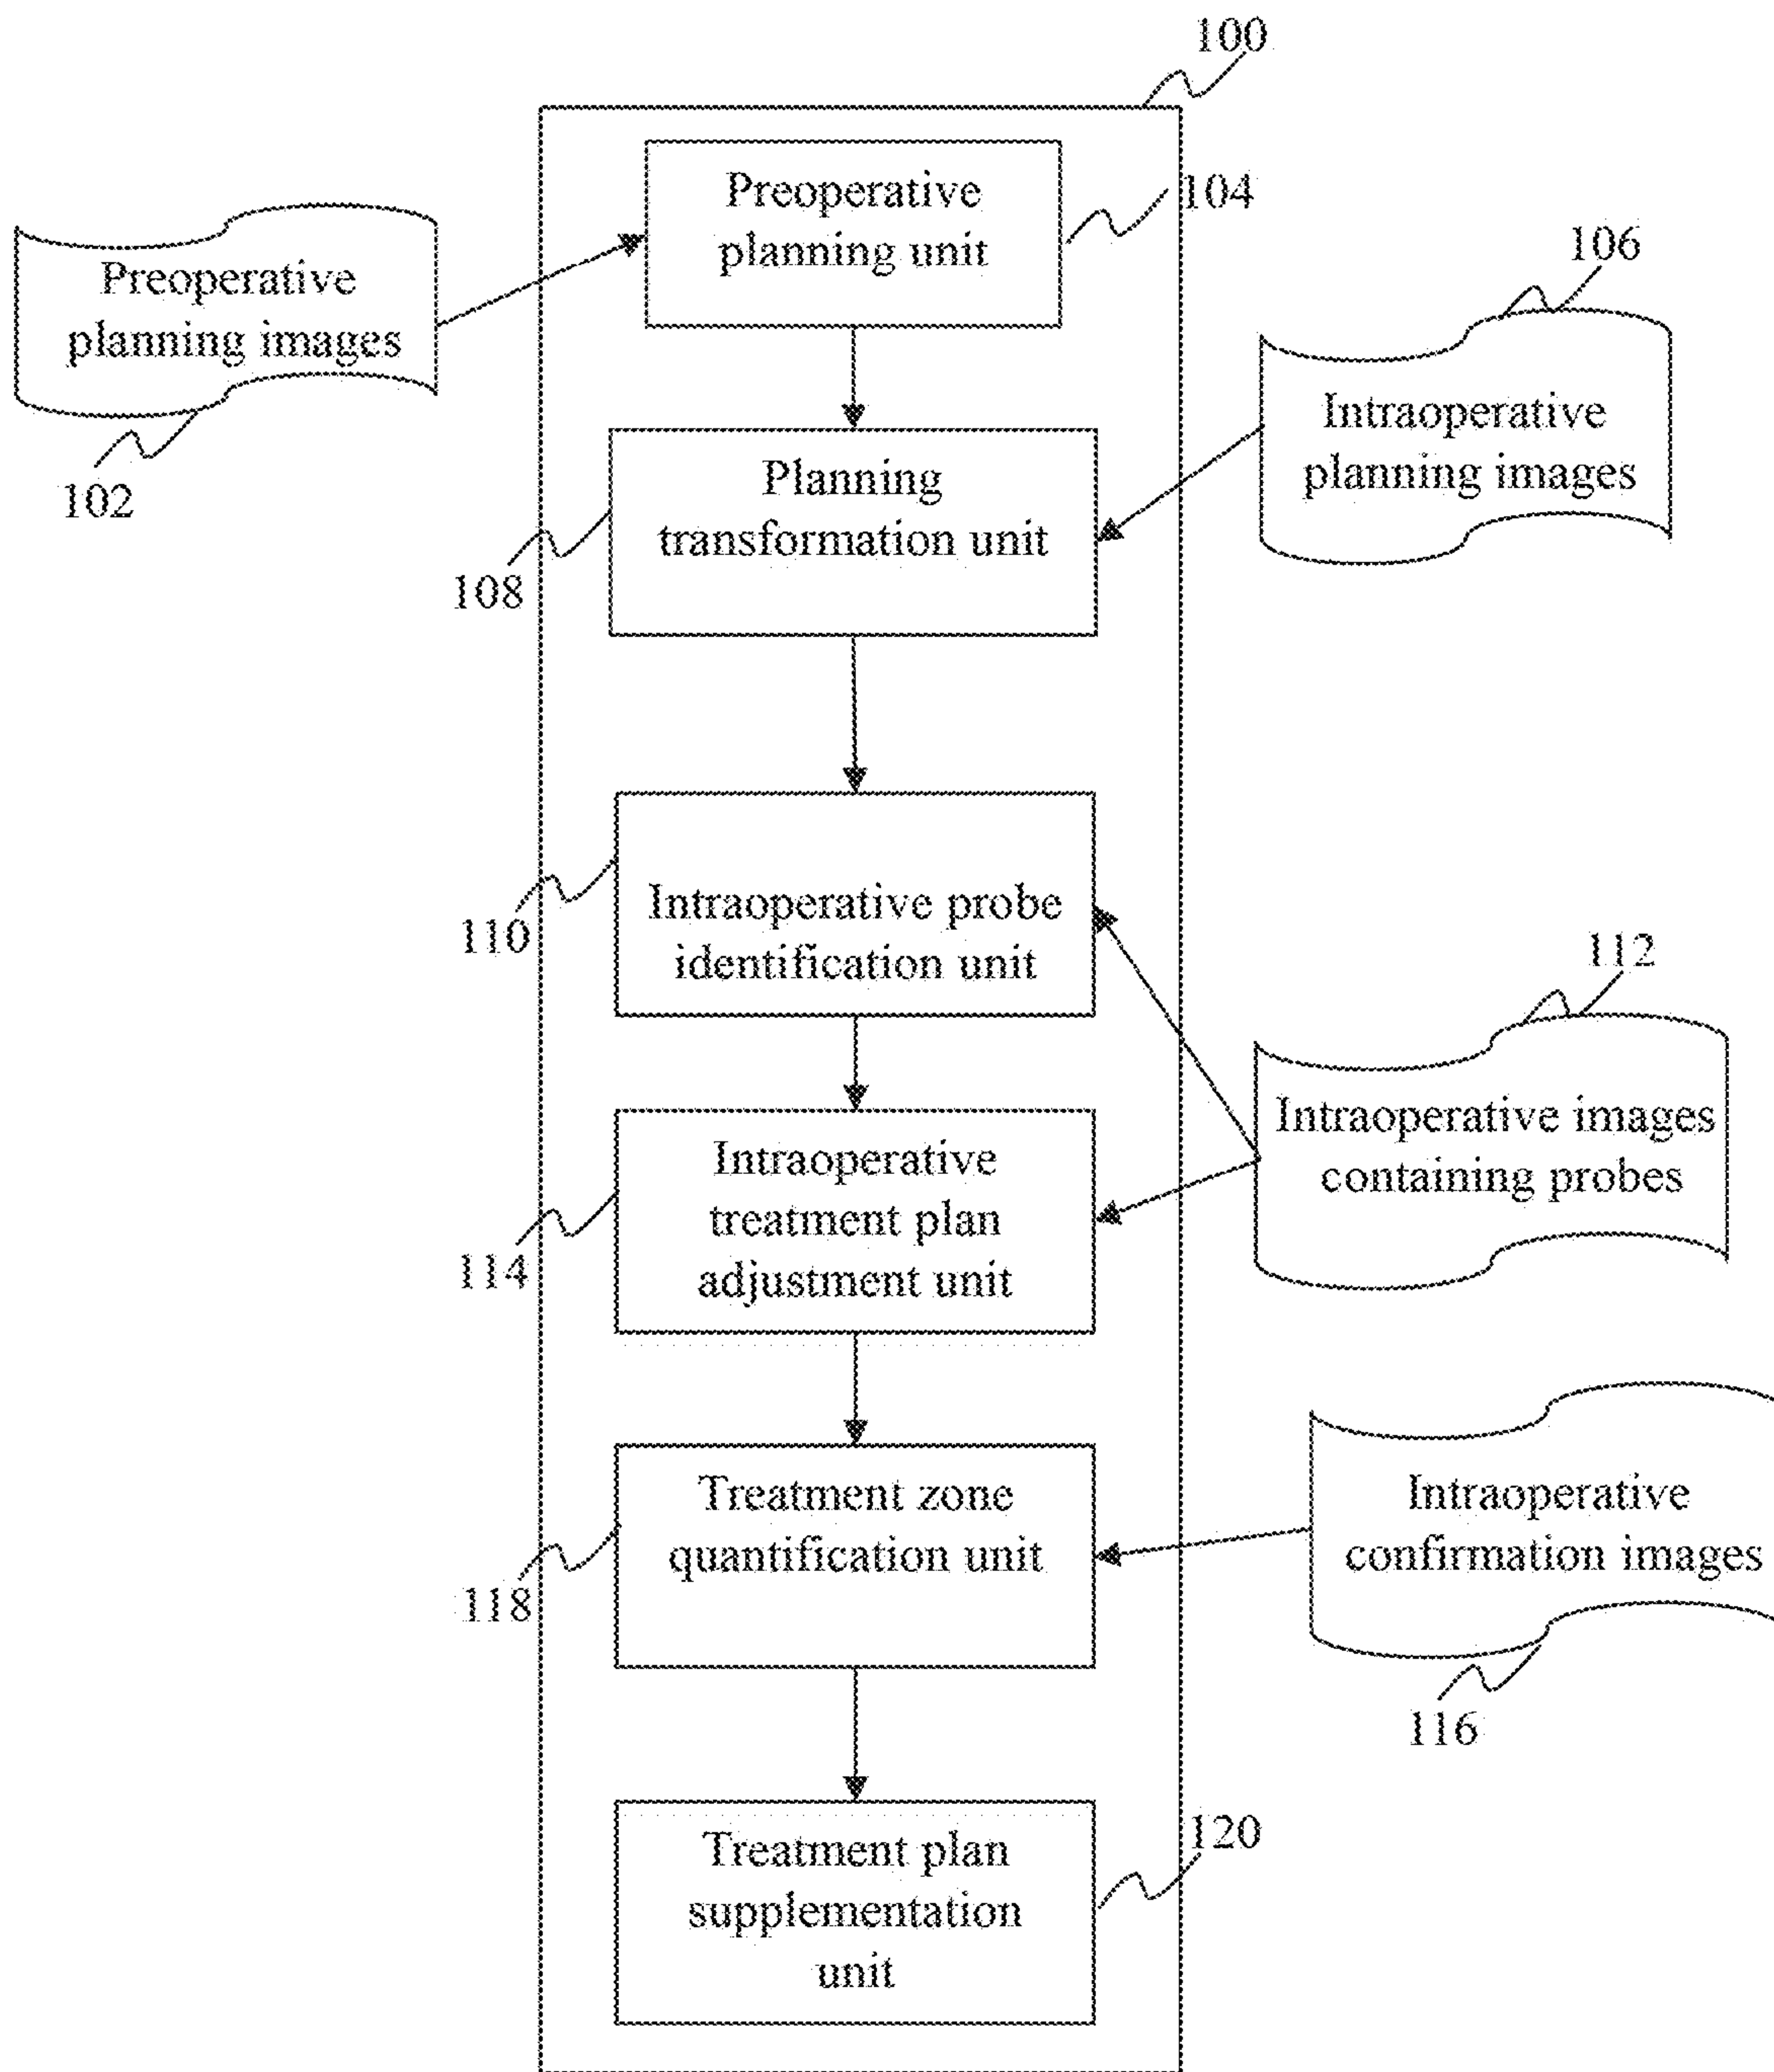 100
Preoperative
planning unit
104
Preoperative
planning images
102
106
Intraoperative
planning images
Planning
transformation unit
108
Intraoperative probe
identification unit
110
112
Intraoperative images
containing probes
Intraoperative
treatment plan
adjustment unit
114
Treatment zone
quantification unit
118
Intraoperative
confirmation images
116
Treatment plan
supplementation
unit
120